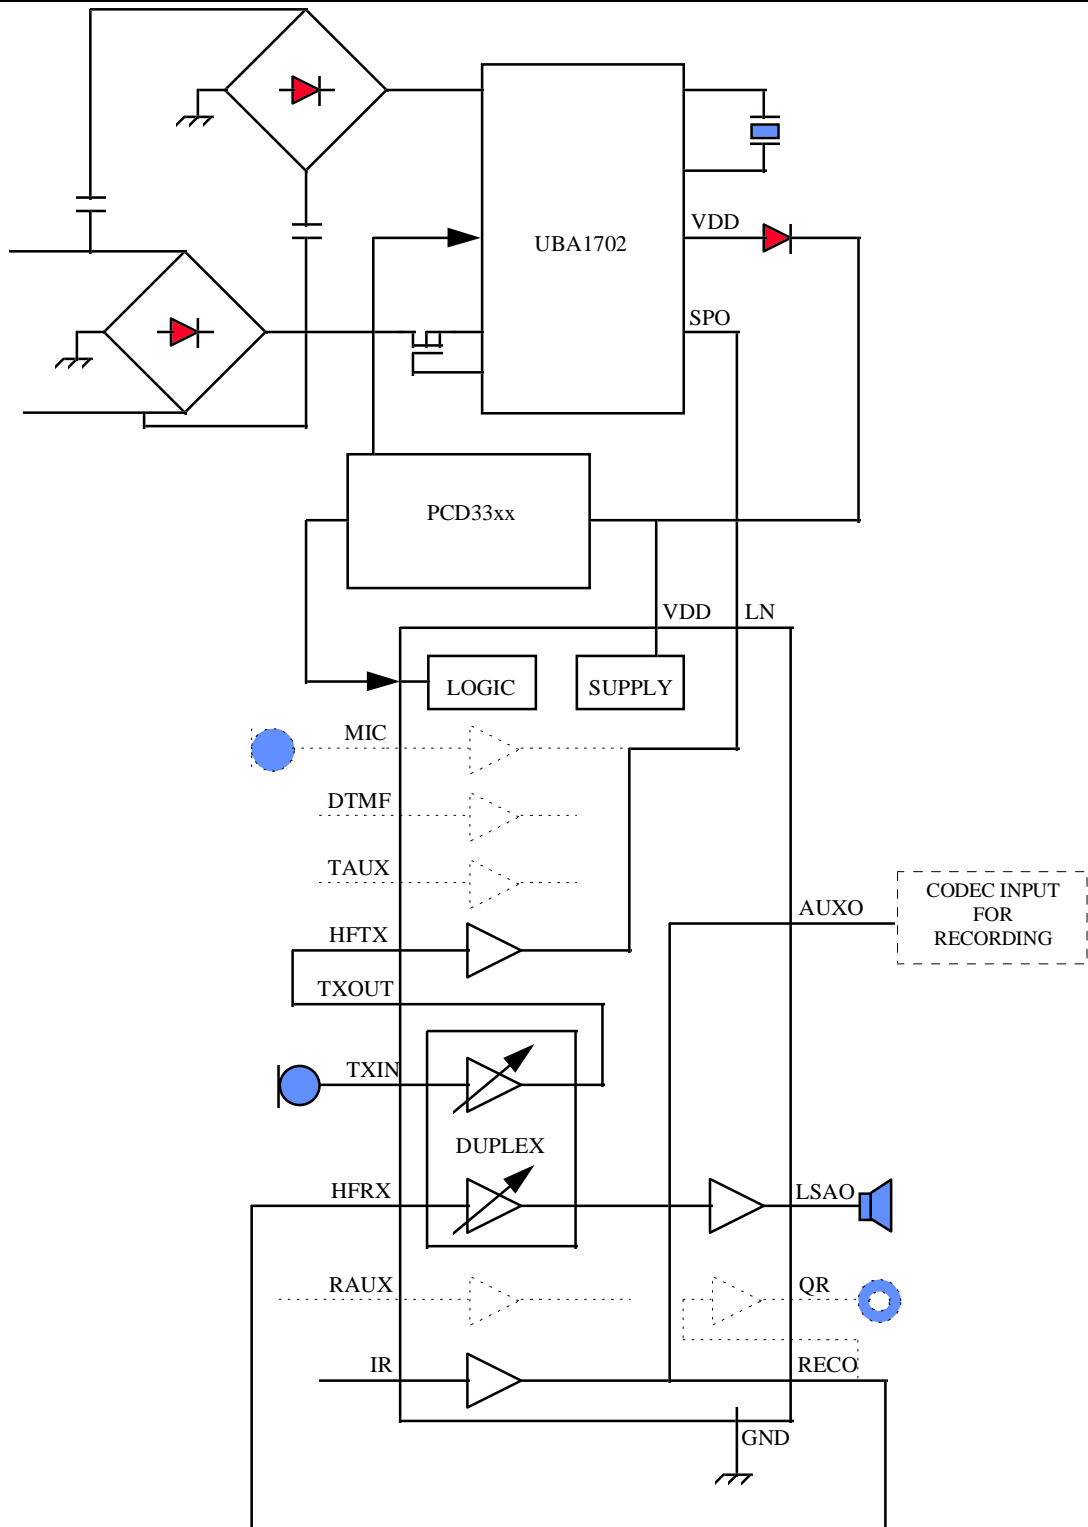 VDD
UBA1702
SPO
PCD33xx
VDD
LN
LOGIC
SUPPLY
MIC
DTMF
TAUX
CODEC INPUT
FOR
RECORDING
AUXO
HFTX
TXOUT
TXIN
DUPLEX
HFRX
LSAO
RAUX
QR
IR
RECO
GND